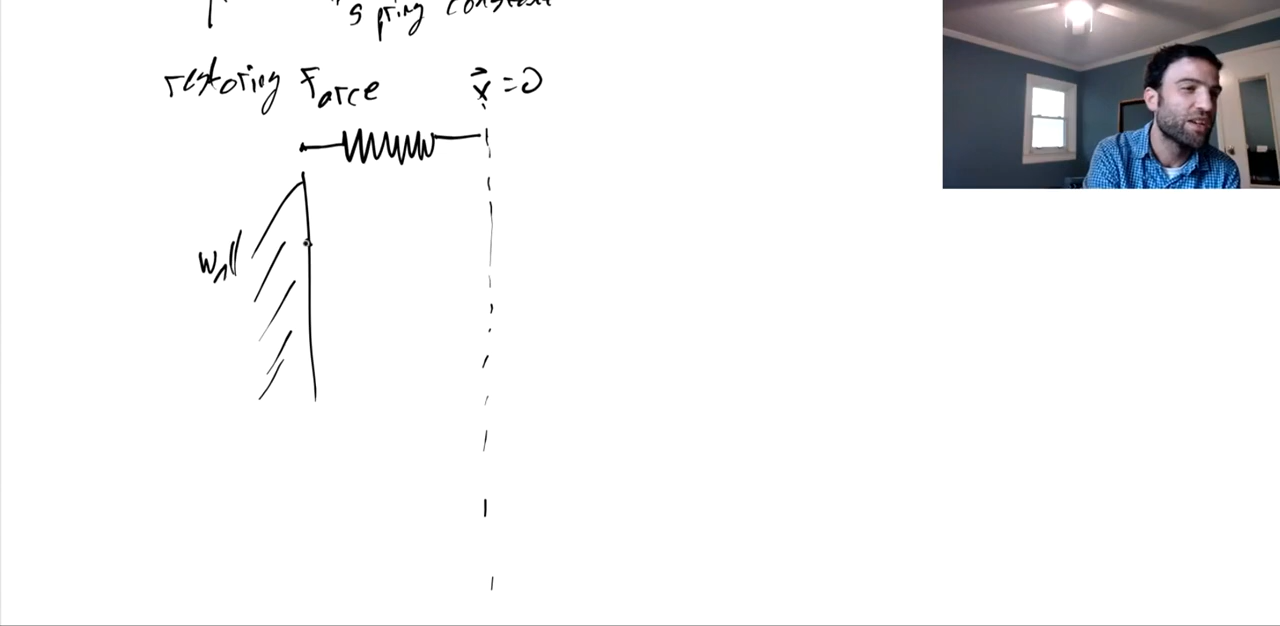 spring constant
restoring Force
x⃗ = 0
wall